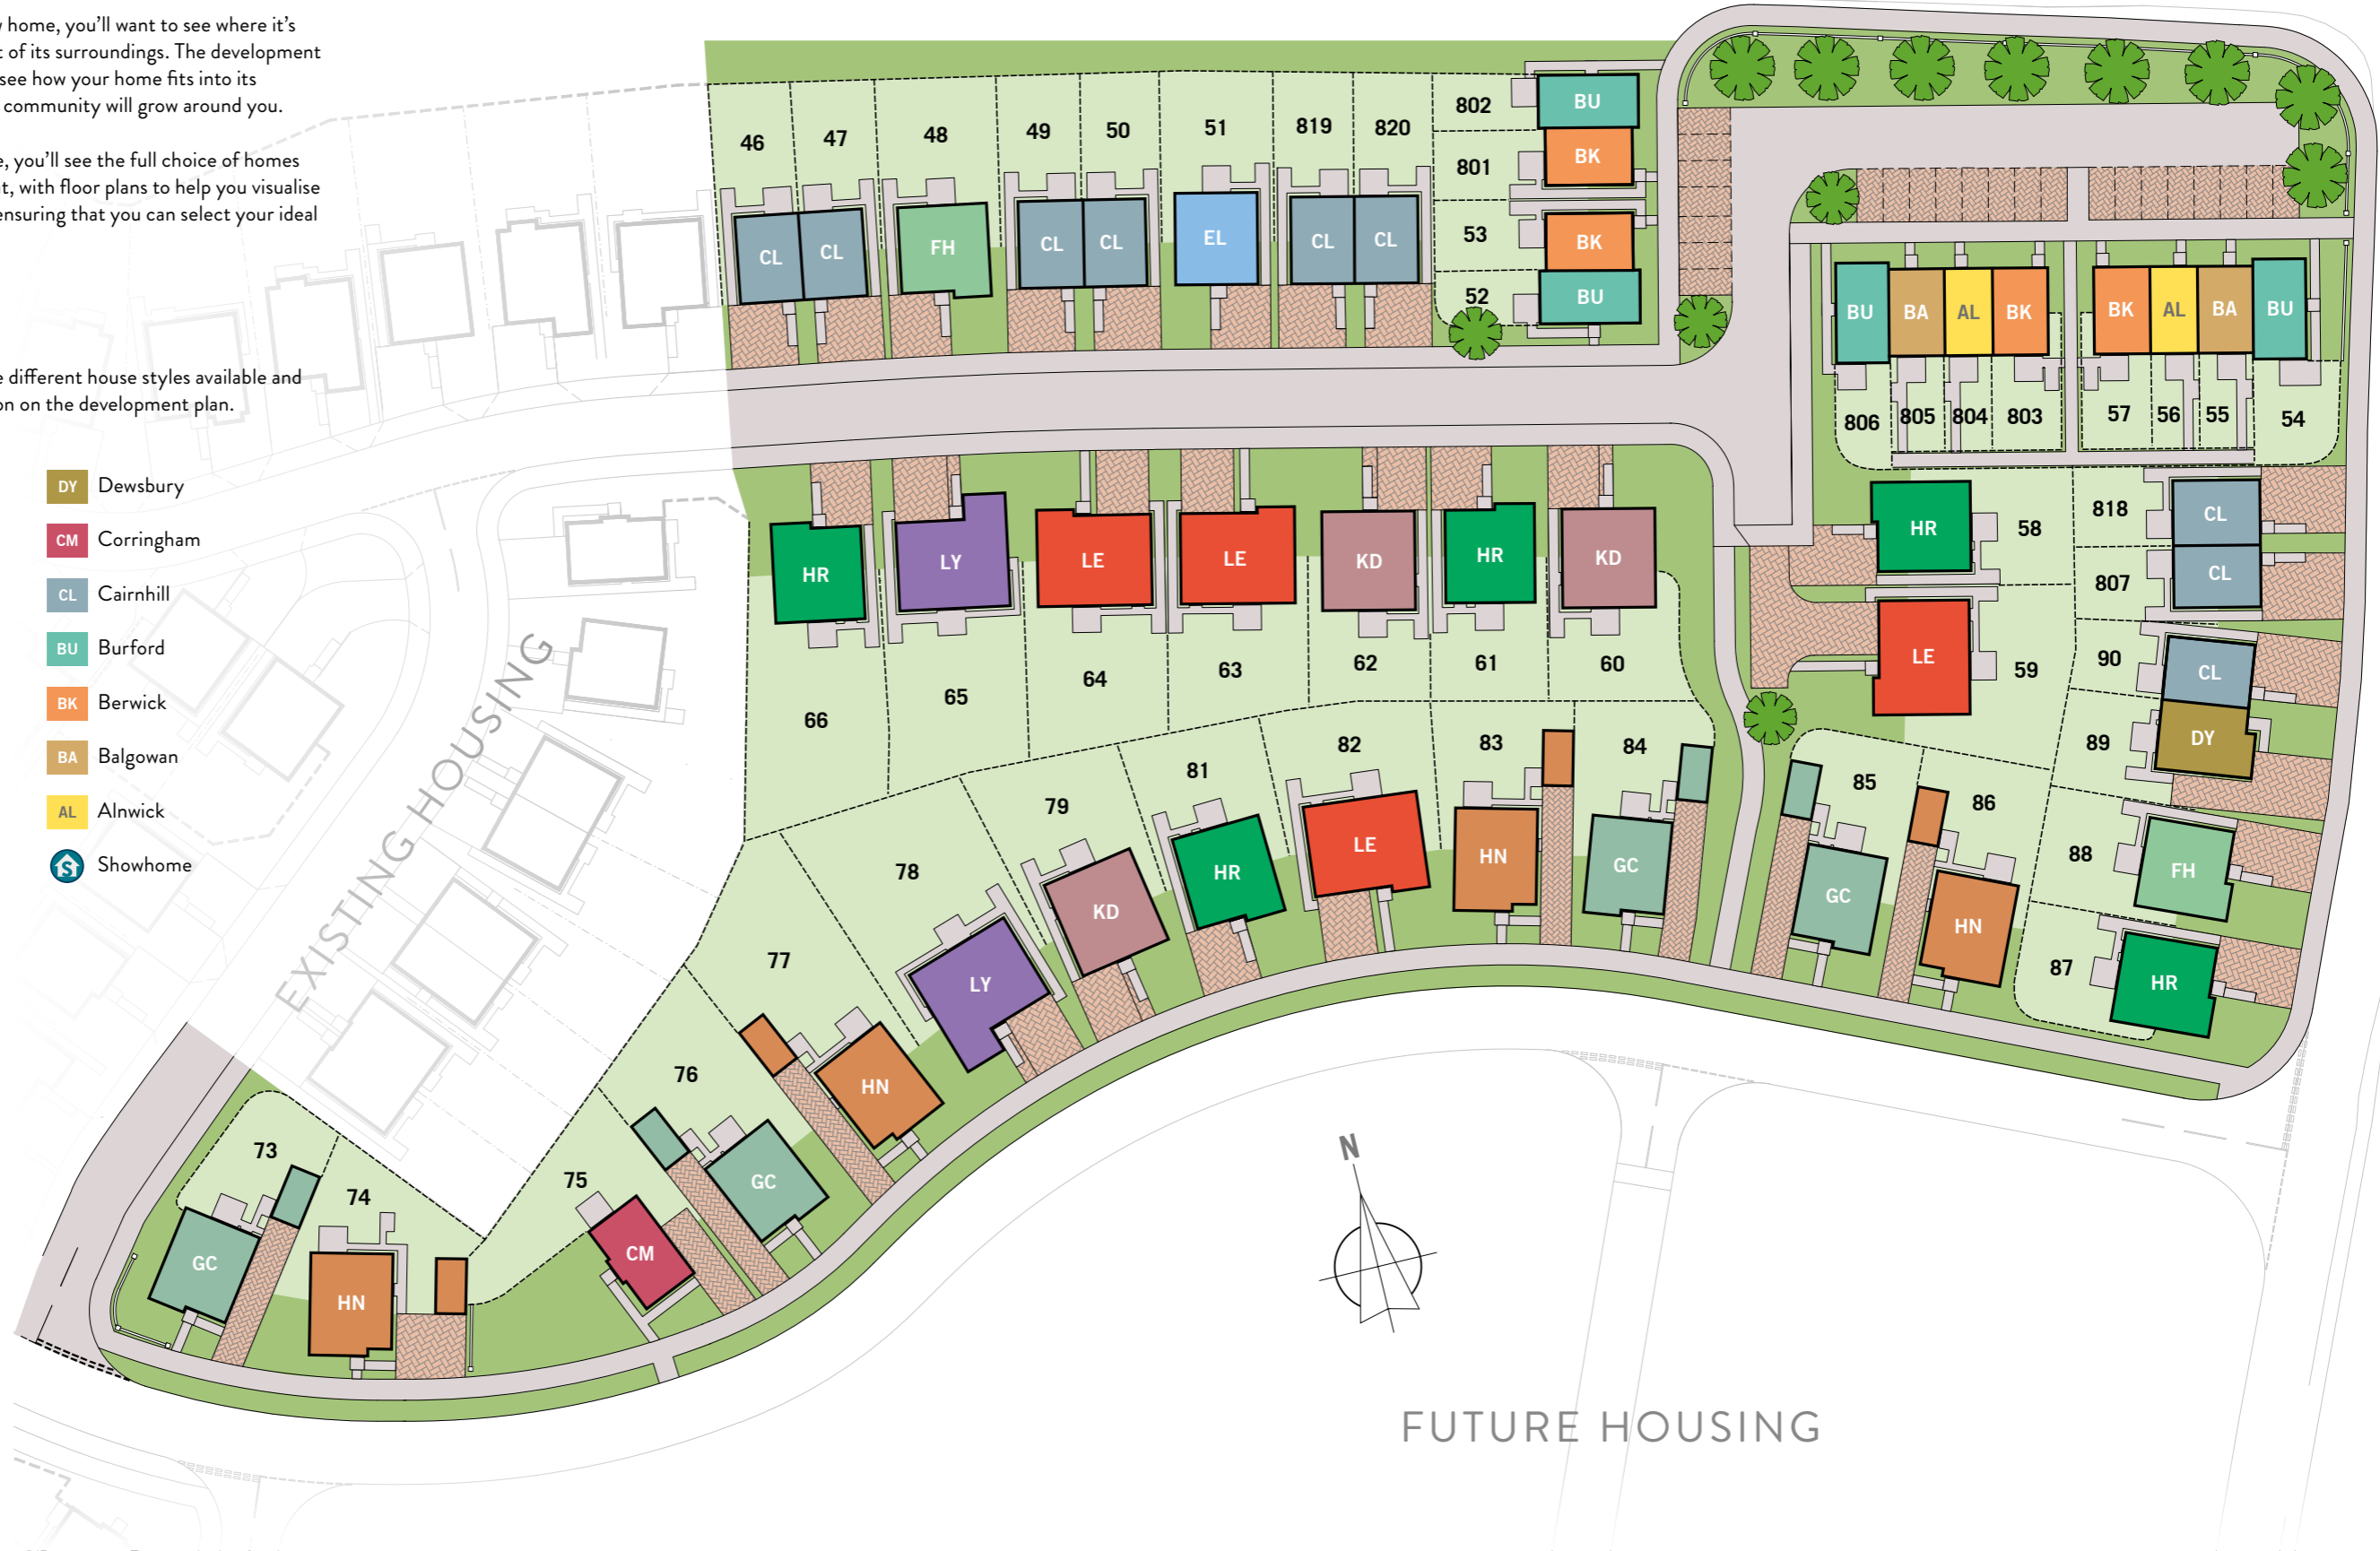 home, you'll want to see where it's
of its surroundings. The development
see how your home fits into its
community will grow around you.
you'll see the full choice of homes
with floor plans to help you visualise
ensuring that you can select your ideal
different house styles available and
on the development plan.
DY Dewsbury
CM Corringham
CL Cairnhill
BU Burford
BK Berwick
BA Balgowan
AL Alnwick
S Showhome
EXISTING HOUSING
46 47 48 49 50 51 819 820
CL CL FH CL CL EL CL CL
802 BU
801 BK
53 BK
52 BU
BU BA AL BK BK AL BA BU
806 805 804 803 57 56 55 54
HR LY LE LE KD HR KD
66 65 64 63 62 61 60
HR 58
LE 59
818 CL
807 CL
90 CL
89 DY
88 FH
87 HR
77 78 79 81 82 83 84
HN LY KD HR LE HN GC
85 86
GC HN
76 GC
75 CM
73 GC
74 HN
N
FUTURE HOUSING